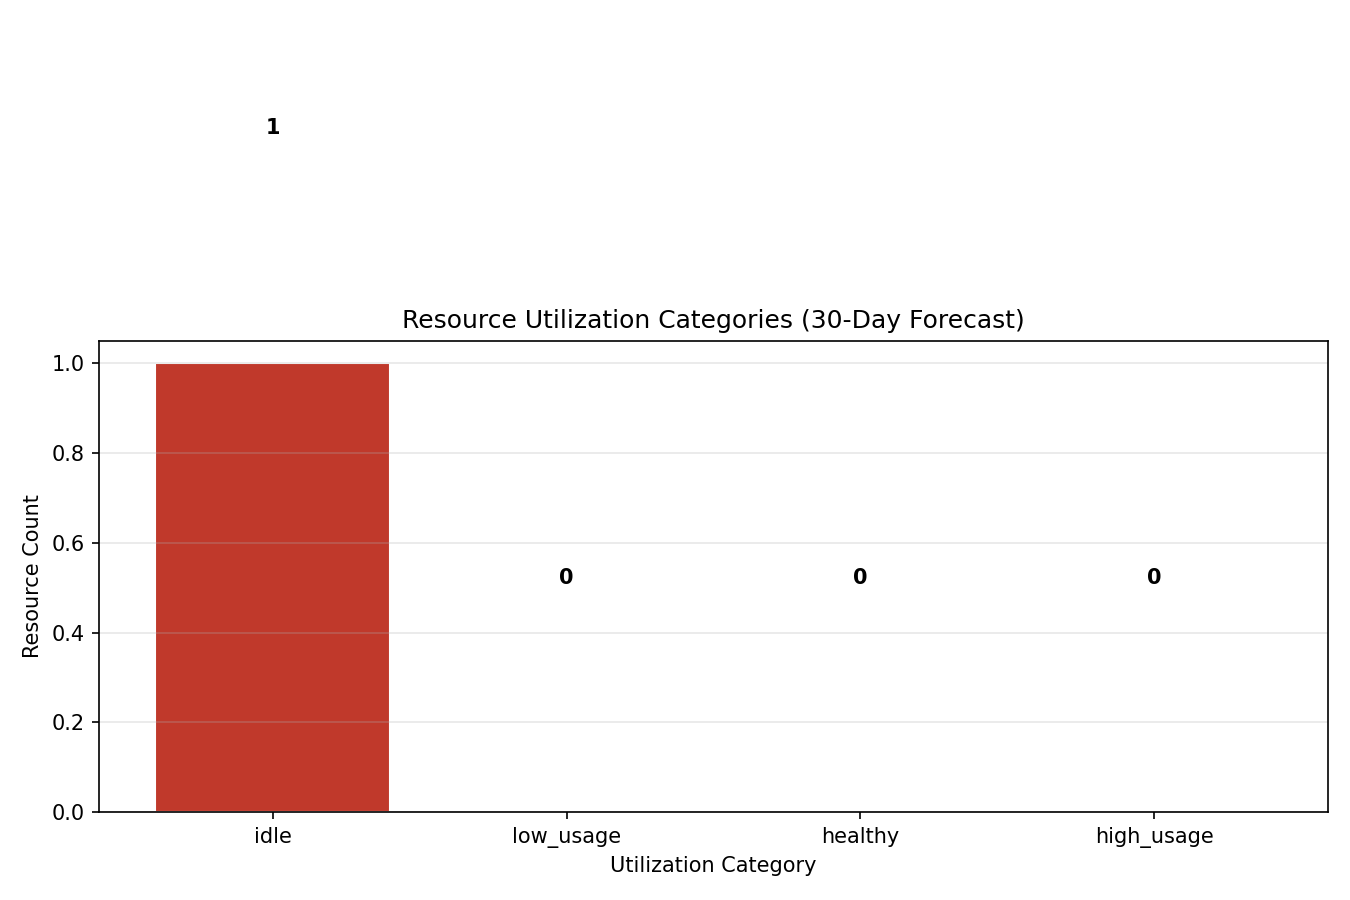 1
Resource Utilization Categories (30-Day Forecast)
1.0
0.8
0.6
0.4
0.2
0.0
Resource Count
0
0
0
idle
low_usage
healthy
high_usage
Utilization Category